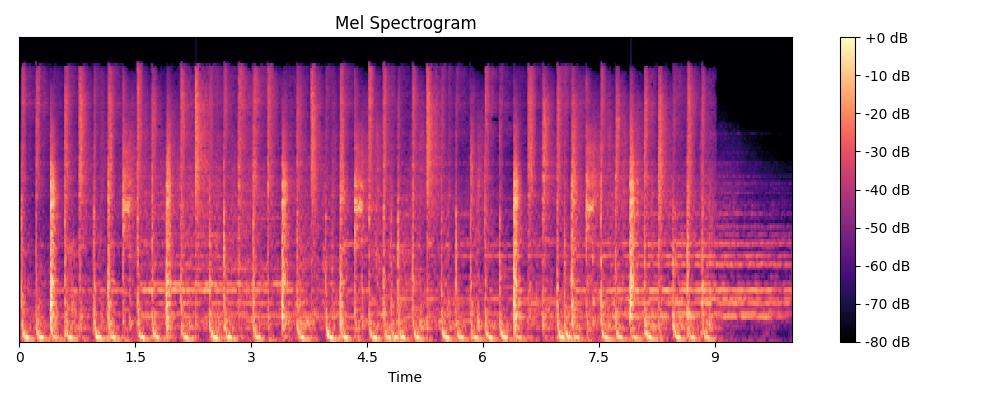 Mel Spectrogram
+0 dB
-10 dB
-20 dB
-30 dB
-40 dB
-50 dB
-60 dB
-70 dB
-80 dB
0 1.5 3 4.5 6 7.5 9
Time